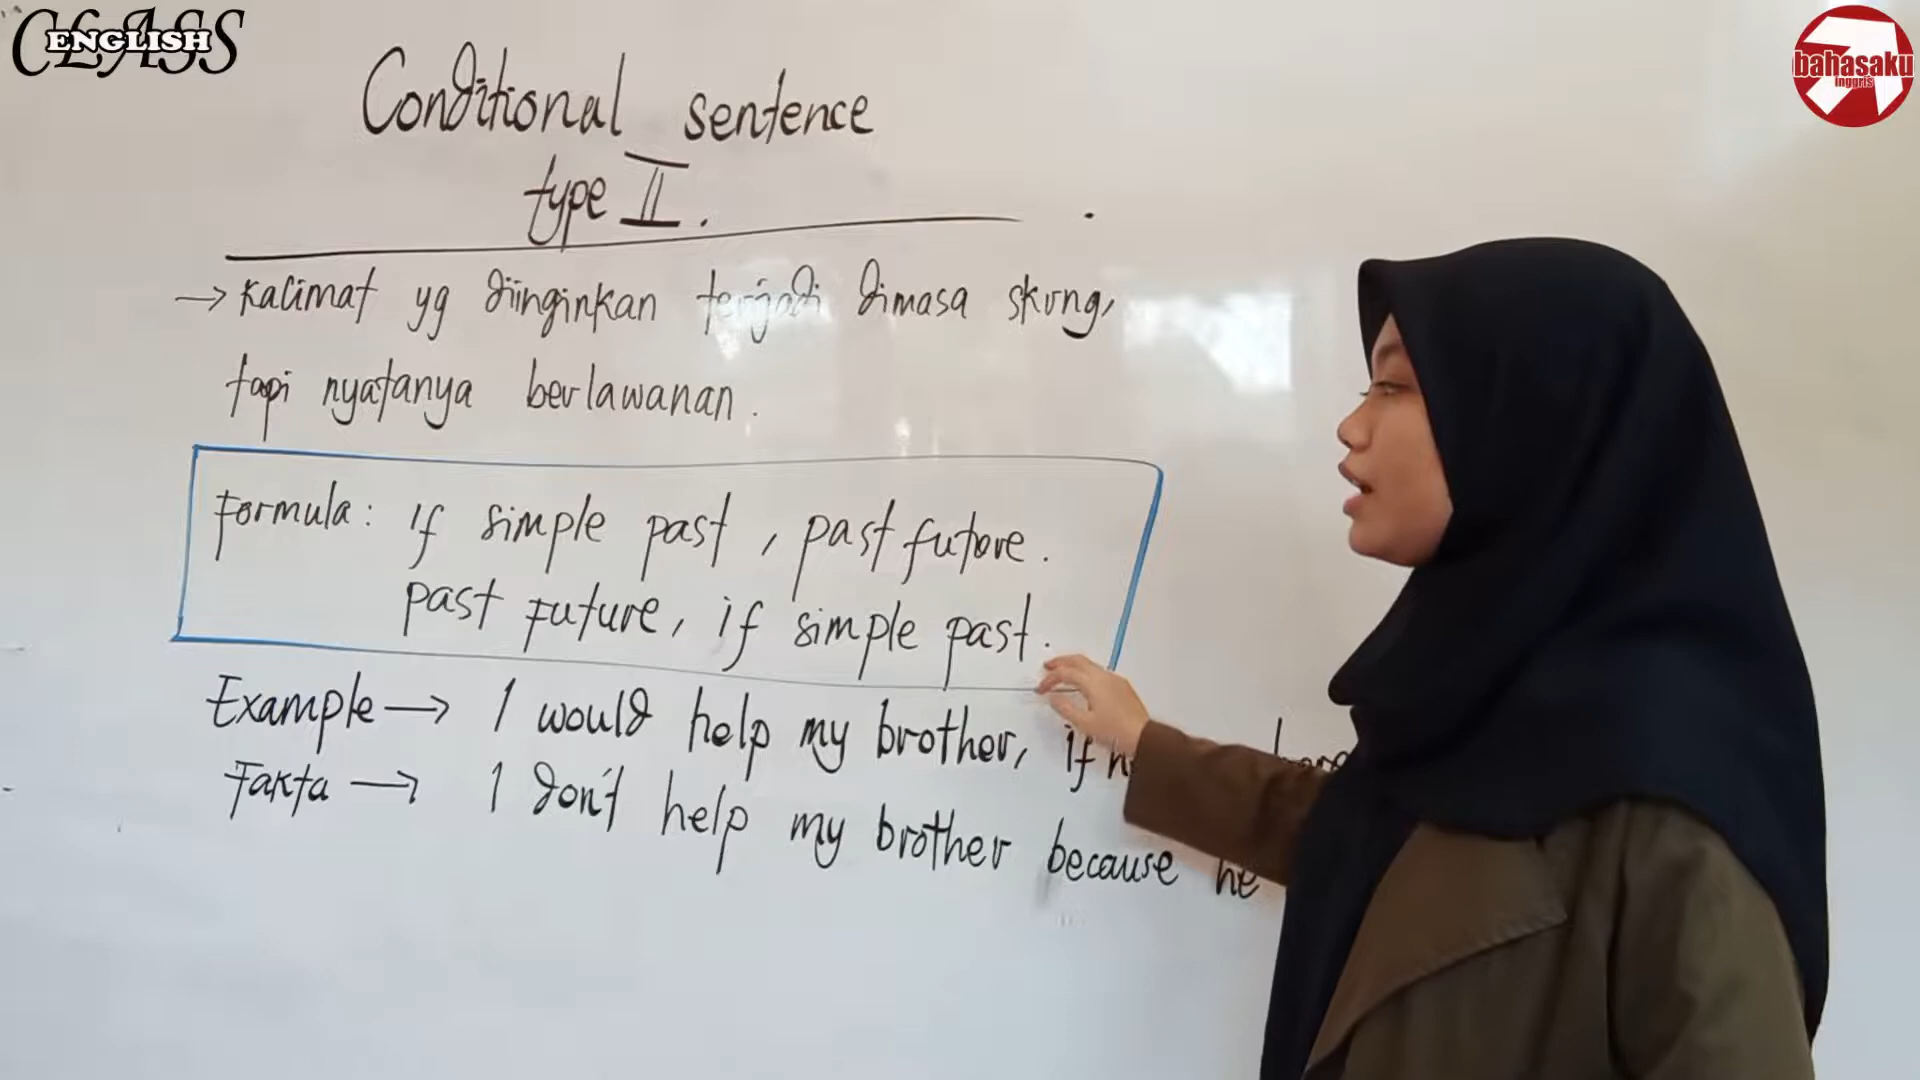 CLASS
ENGLISH
bahasaku
inggris
Conditional sentence
type II.
→ Kalimat yg diinginkan terjadi dimasa skrng,
tapi nyatanya berlawanan.
Formula: if simple past, past future.
past future, if simple past.
Example → I would help my brother, if
Fakta → I don't help my brother because he